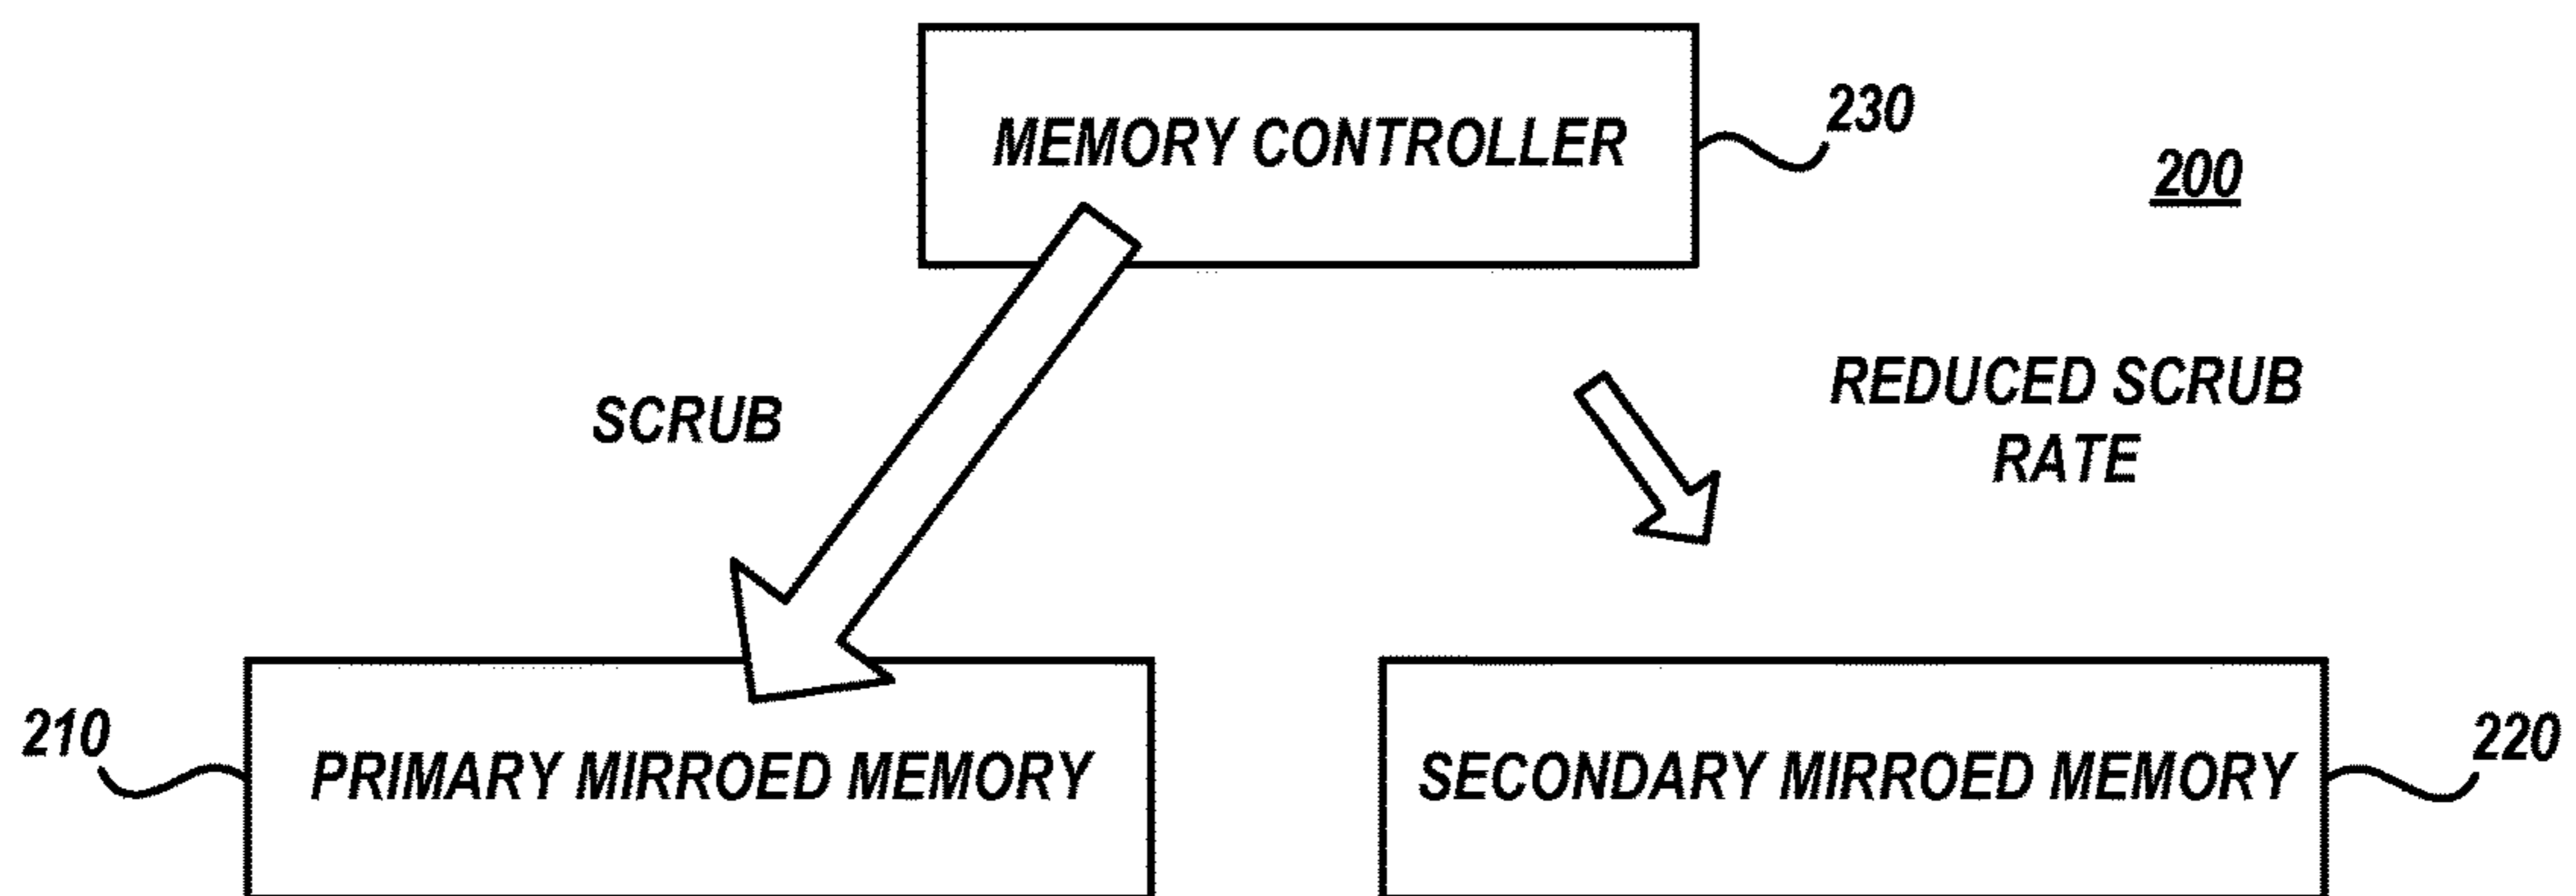 MEMORY CONTROLLER
230
200
SCRUB
REDUCED SCRUB
RATE
210
PRIMARY MIRROED MEMORY
SECONDARY MIRROED MEMORY
220